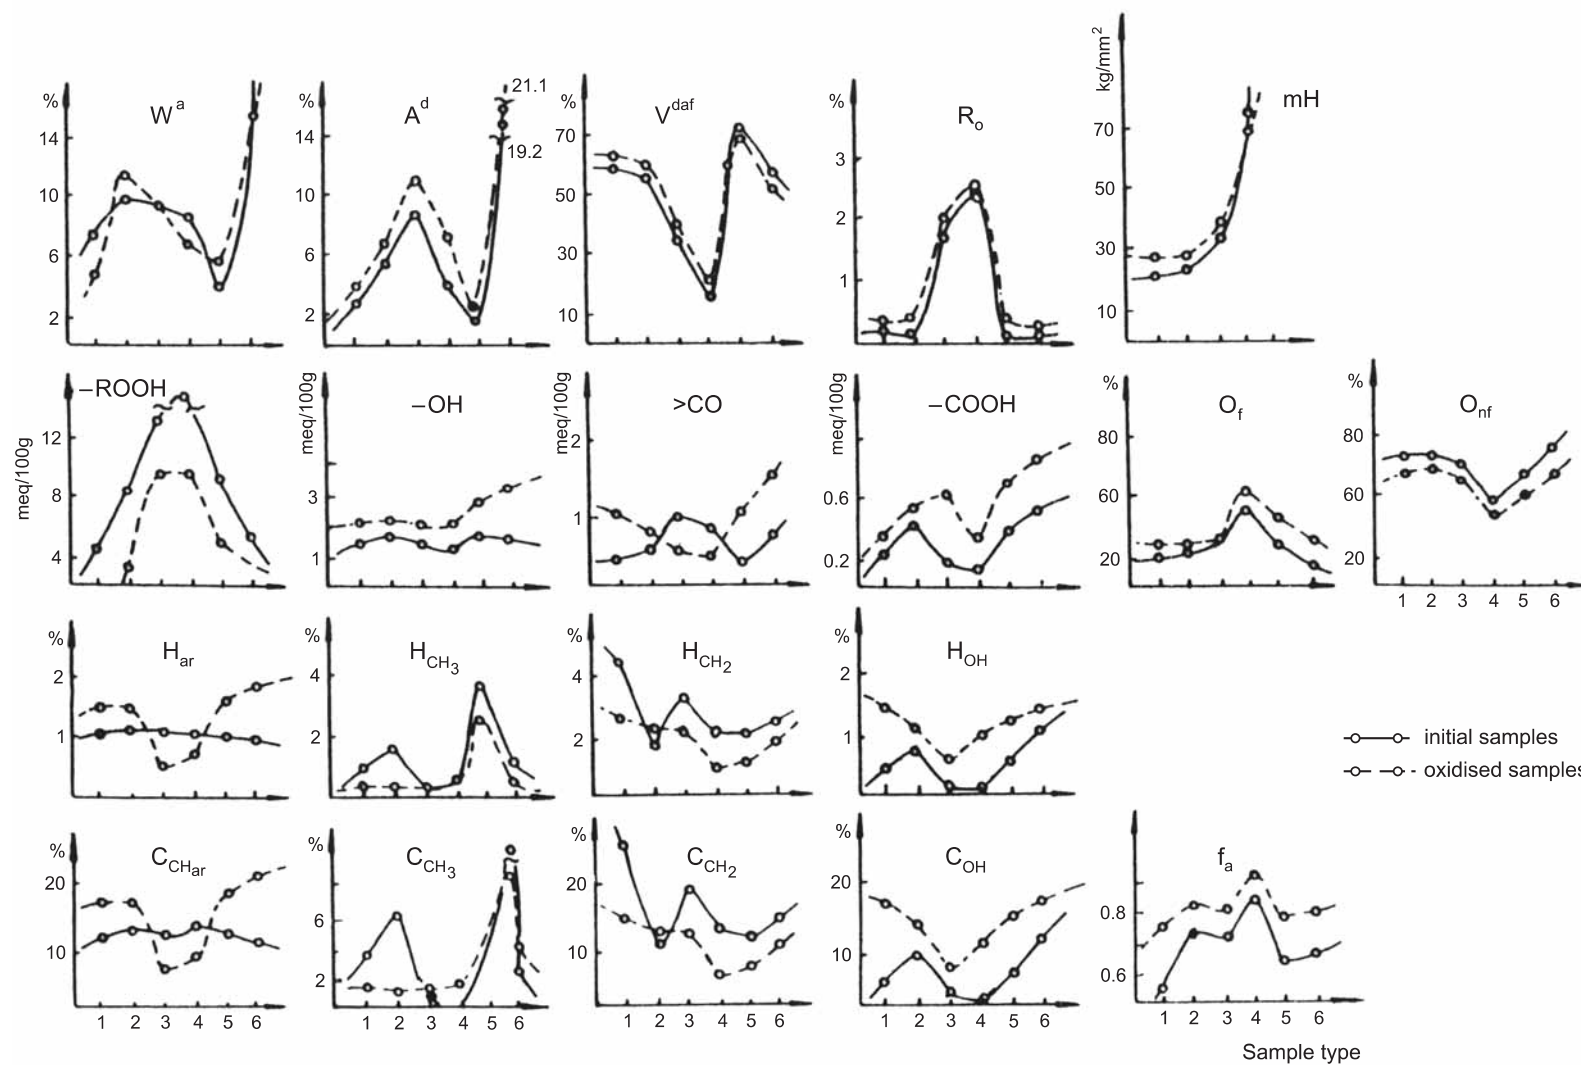 %
14
10
6
2
W^a
%
14
10
6
2
A^d
21.1
19.2
%
70
50
30
10
V^daf
%
3
2
1
R_o
kg/mm²
70
50
30
10
mH
meq/100g
12
8
4
–ROOH
meq/100g
3
1
–OH
meq/100g
2
1
>CO
meq/100g
0.6
0.2
–COOH
%
80
60
20
O_f
%
80
60
20
O_nf
1 2 3 4 5 6
%
2
1
H_ar
%
4
2
H_CH3
%
4
2
H_CH2
%
2
1
H_OH
initial samples
oxidised samples
%
20
10
C_CHar
1 2 3 4 5 6
%
6
2
C_CH3
1 2 3 4 5 6
%
20
10
C_CH2
1 2 3 4 5 6
%
20
10
C_OH
1 2 3 4 5 6
0.8
0.6
f_a
1 2 3 4 5 6
Sample type